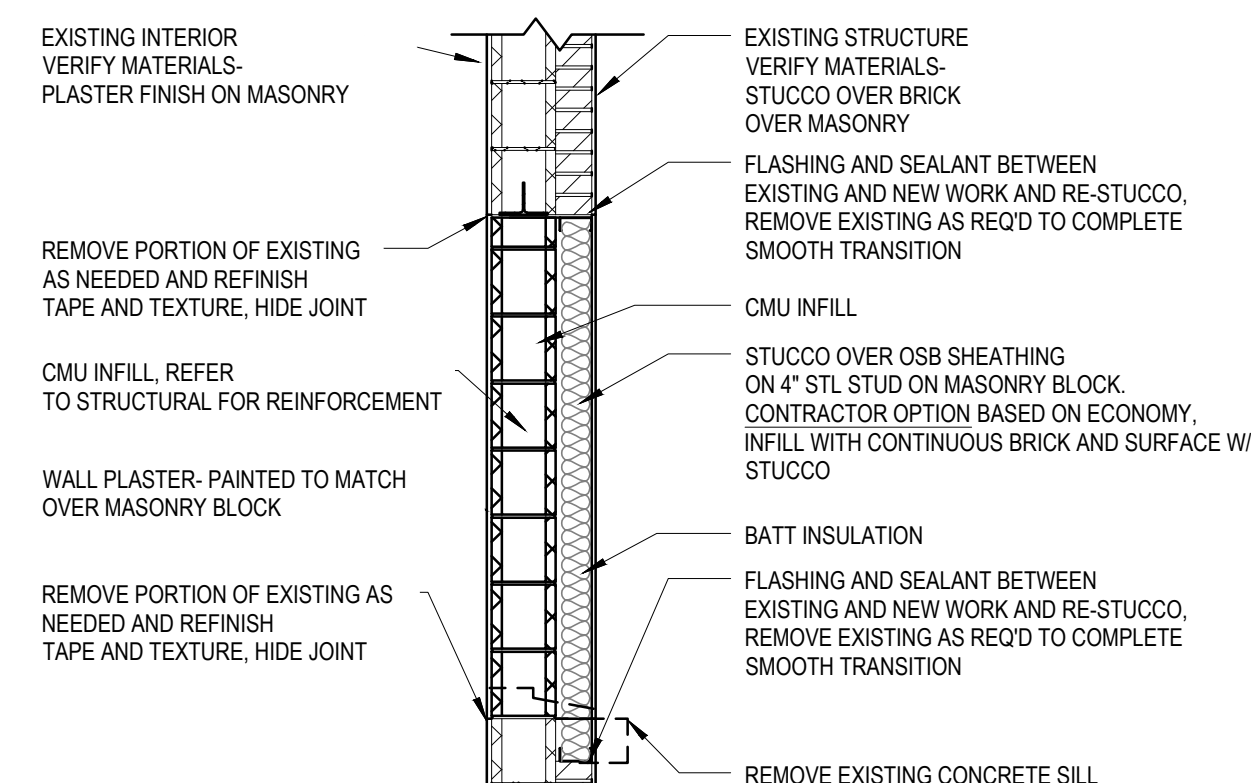 EXISTING INTERIOR
VERIFY MATERIALS-
PLASTER FINISH ON MASONRY
REMOVE PORTION OF EXISTING
AS NEEDED AND REFINISH
TAPE AND TEXTURE, HIDE JOINT
CMU INFILL, REFER
TO STRUCTURAL FOR REINFORCEMENT
WALL PLASTER- PAINTED TO MATCH
OVER MASONRY BLOCK
REMOVE PORTION OF EXISTING AS
NEEDED AND REFINISH
TAPE AND TEXTURE, HIDE JOINT
EXISTING STRUCTURE
VERIFY MATERIALS-
STUCCO OVER BRICK
OVER MASONRY
FLASHING AND SEALANT BETWEEN
EXISTING AND NEW WORK AND RE-STUCCO,
REMOVE EXISTING AS REQ'D TO COMPLETE
SMOOTH TRANSITION
CMU INFILL
STUCCO OVER OSB SHEATHING
ON 4" STL STUD ON MASONRY BLOCK.
CONTRACTOR OPTION BASED ON ECONOMY,
INFILL WITH CONTINUOUS BRICK AND SURFACE W/
STUCCO
BATT INSULATION
FLASHING AND SEALANT BETWEEN
EXISTING AND NEW WORK AND RE-STUCCO,
REMOVE EXISTING AS REQ'D TO COMPLETE
SMOOTH TRANSITION
REMOVE EXISTING CONCRETE SILL